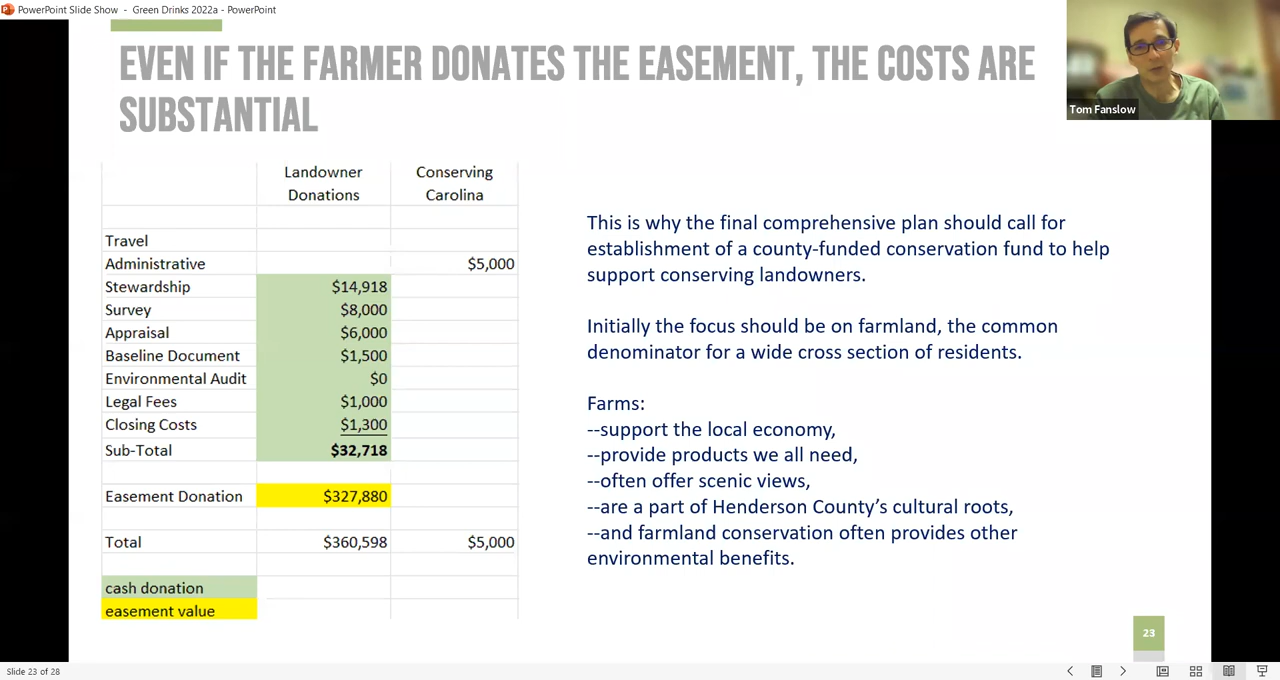 PowerPoint Slide Show - Green Drinks 2022a - PowerPoint
Tom Fanslow
EVEN IF THE FARMER DONATES THE EASEMENT, THE COSTS ARE
SUBSTANTIAL
Landowner Conserving
Donations Carolina
Travel
Administrative $5,000
Stewardship $14,918
Survey $8,000
Appraisal $6,000
Baseline Document $1,500
Environmental Audit $0
Legal Fees $1,000
Closing Costs $1,300
Sub-Total $32,718
Easement Donation $327,880
Total $360,598 $5,000
cash donation
easement value
This is why the final comprehensive plan should call for
establishment of a county-funded conservation fund to help
support conserving landowners.
Initially the focus should be on farmland, the common
denominator for a wide cross section of residents.
Farms:
--support the local economy,
--provide products we all need,
--often offer scenic views,
--are a part of Henderson County’s cultural roots,
--and farmland conservation often provides other
environmental benefits.
23
Slide 23 of 28